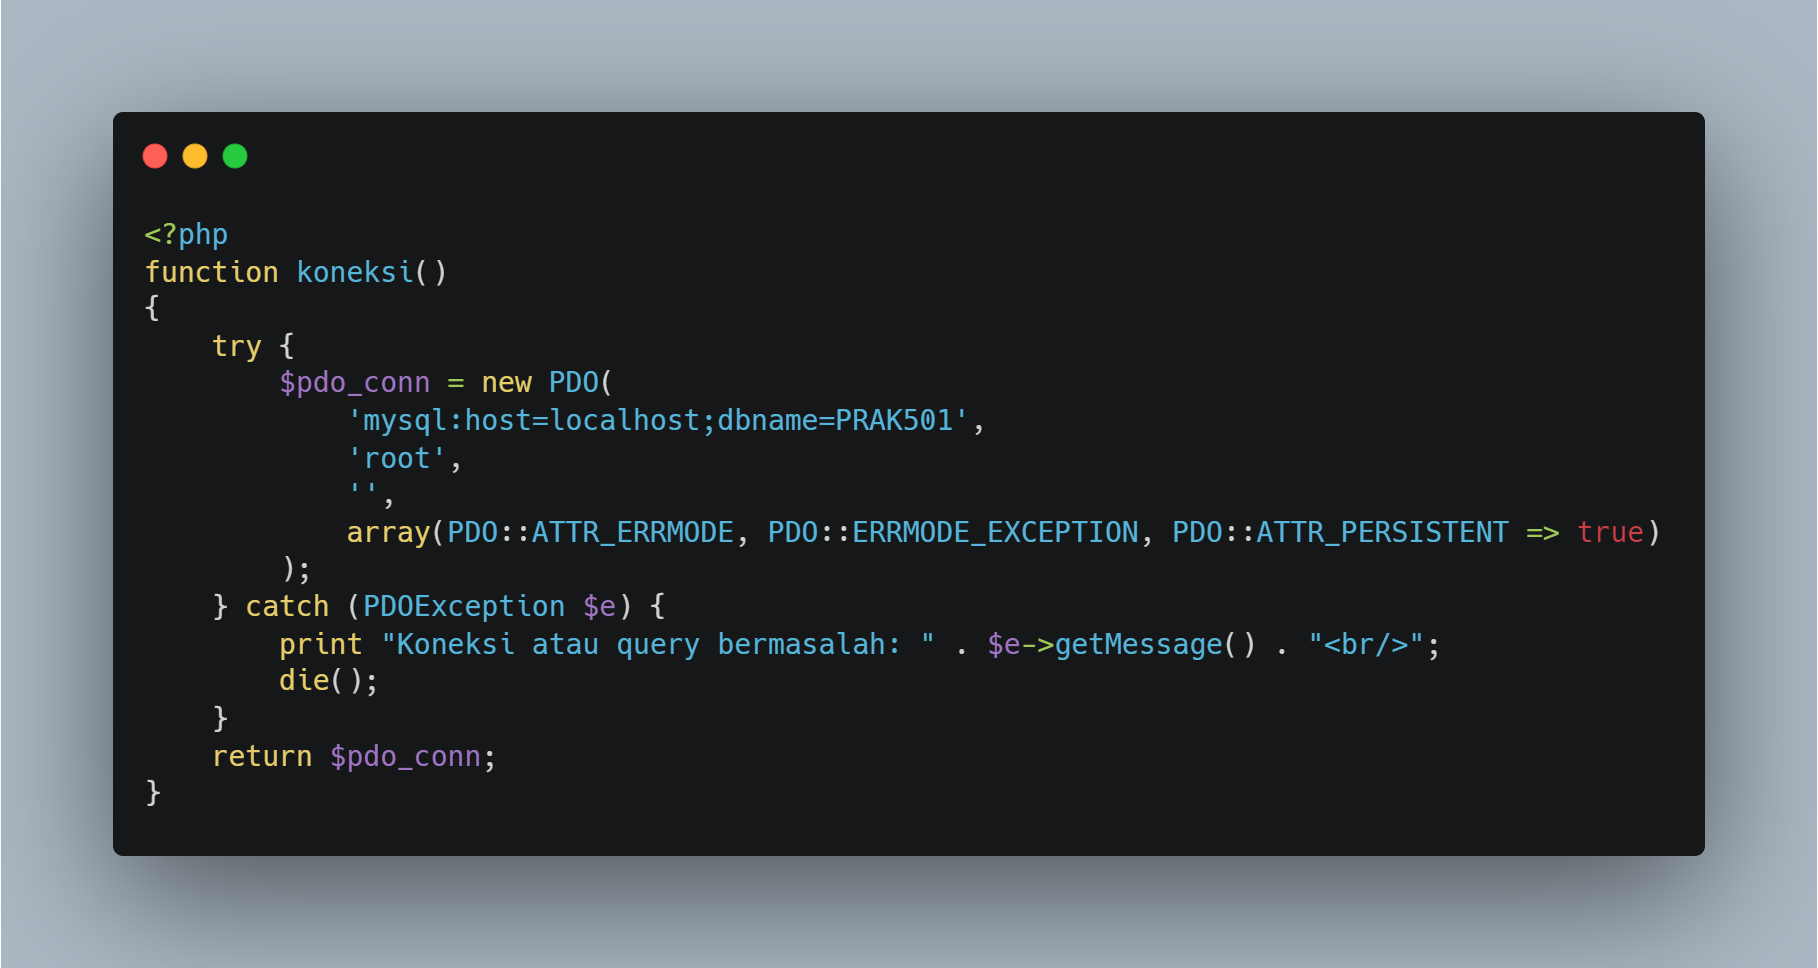 <?php
function koneksi()
{
    try {
        $pdo_conn = new PDO(
            'mysql:host=localhost;dbname=PRAK501',
            'root',
            '',
            array(PDO::ATTR_ERRMODE, PDO::ERRMODE_EXCEPTION, PDO::ATTR_PERSISTENT => true)
        );
    } catch (PDOException $e) {
        print "Koneksi atau query bermasalah: " . $e->getMessage() . "<br/>";
        die();
    }
    return $pdo_conn;
}